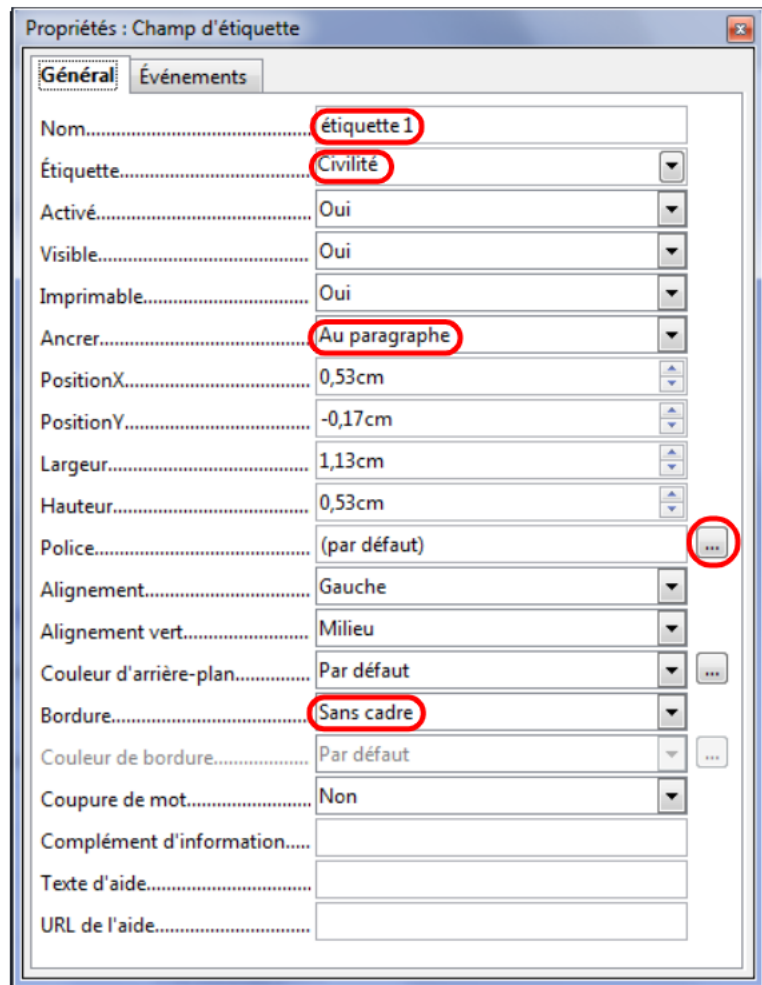 Propriétés : Champ d'étiquette
Général Événements
Nom............................................ étiquette 1
Étiquette...................................... Civilité
Activé.......................................... Oui
Visible......................................... Oui
Imprimable................................. Oui
Ancrer......................................... Au paragraphe
PositionX.................................... 0,53cm
PositionY.................................... -0,17cm
Largeur....................................... 1,13cm
Hauteur...................................... 0,53cm
Police.......................................... (par défaut) ...
Alignement................................ Gauche
Alignement vert......................... Milieu
Couleur d'arrière-plan............... Par défaut ...
Bordure....................................... Sans cadre
Couleur de bordure................... Par défaut ...
Coupure de mot......................... Non
Complément d'information.....
Texte d'aide.................................
URL de l'aide...............................